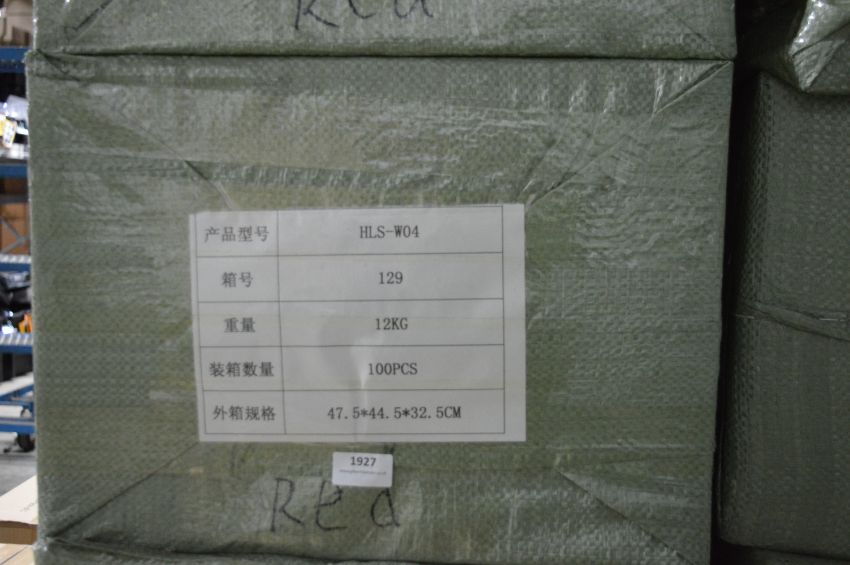 Red
产品型号 HLS-W04
箱号 129
重量 12KG
装箱数量 100PCS
外箱规格 47.5*44.5*32.5CM
1927
Red